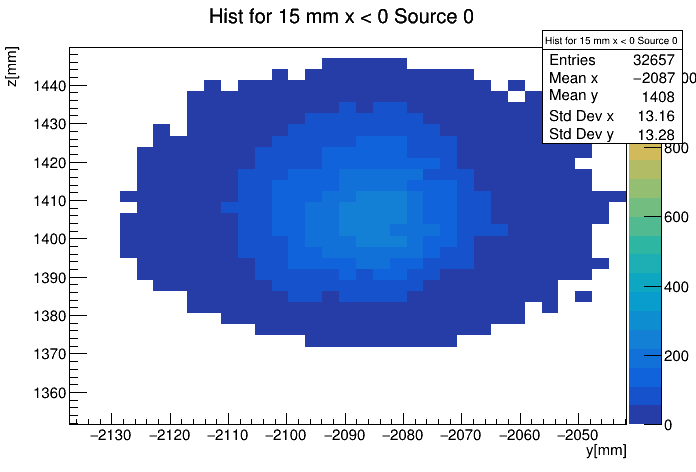 Hist for 15 mm x < 0 Source 0
z[mm]
Hist for 15 mm x < 0 Source 0
Entries 32657
Mean x −2087
Mean y 1408
Std Dev x 13.16
Std Dev y 13.28
1440
1430
1420
1410
1400
1390
1380
1370
1360
−2130 −2120 −2110 −2100 −2090 −2080 −2070 −2060 −2050
y[mm]
00
800
600
400
200
0